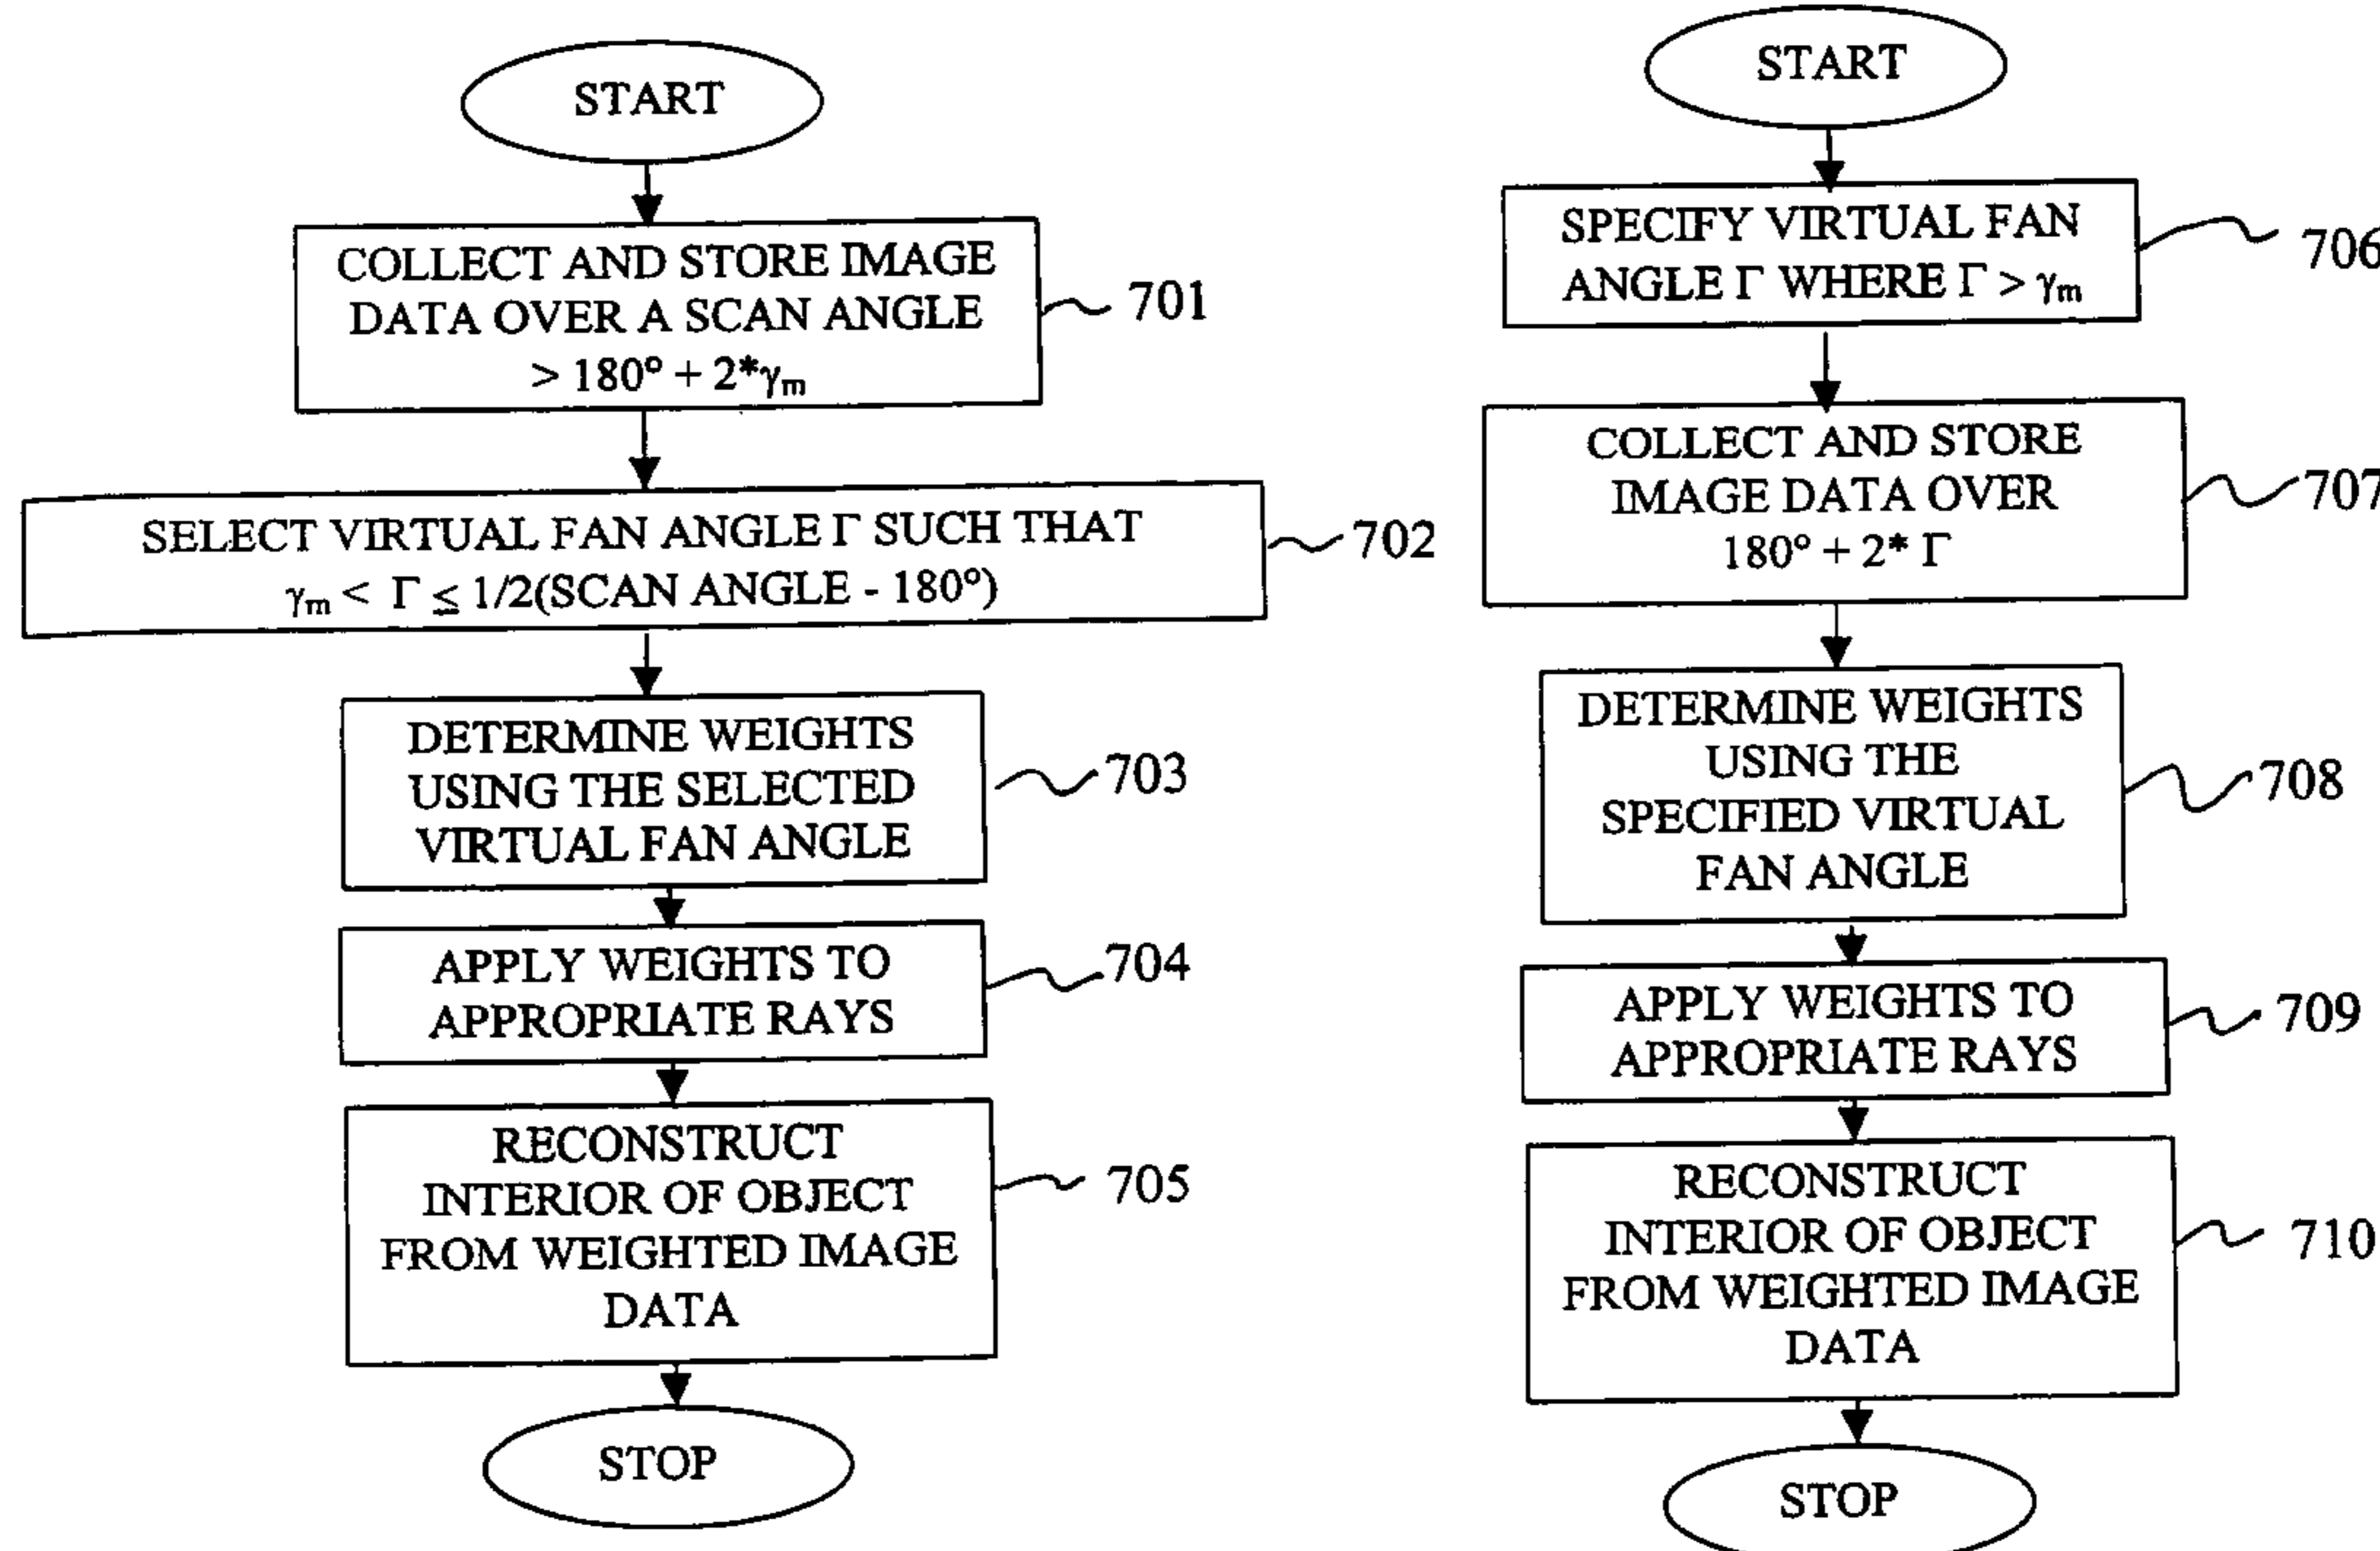 START
COLLECT AND STORE IMAGE
DATA OVER A SCAN ANGLE
> 180° + 2*γm
701
SELECT VIRTUAL FAN ANGLE Γ SUCH THAT
γm < Γ ≤ 1/2(SCAN ANGLE - 180°)
702
DETERMINE WEIGHTS
USING THE SELECTED
VIRTUAL FAN ANGLE
703
APPLY WEIGHTS TO
APPROPRIATE RAYS
704
RECONSTRUCT
INTERIOR OF OBJECT
FROM WEIGHTED IMAGE
DATA
705
STOP
START
SPECIFY VIRTUAL FAN
ANGLE Γ WHERE Γ > γm
706
COLLECT AND STORE
IMAGE DATA OVER
180° + 2* Γ
707
DETERMINE WEIGHTS
USING THE
SPECIFIED VIRTUAL
FAN ANGLE
708
APPLY WEIGHTS TO
APPROPRIATE RAYS
709
RECONSTRUCT
INTERIOR OF OBJECT
FROM WEIGHTED IMAGE
DATA
710
STOP